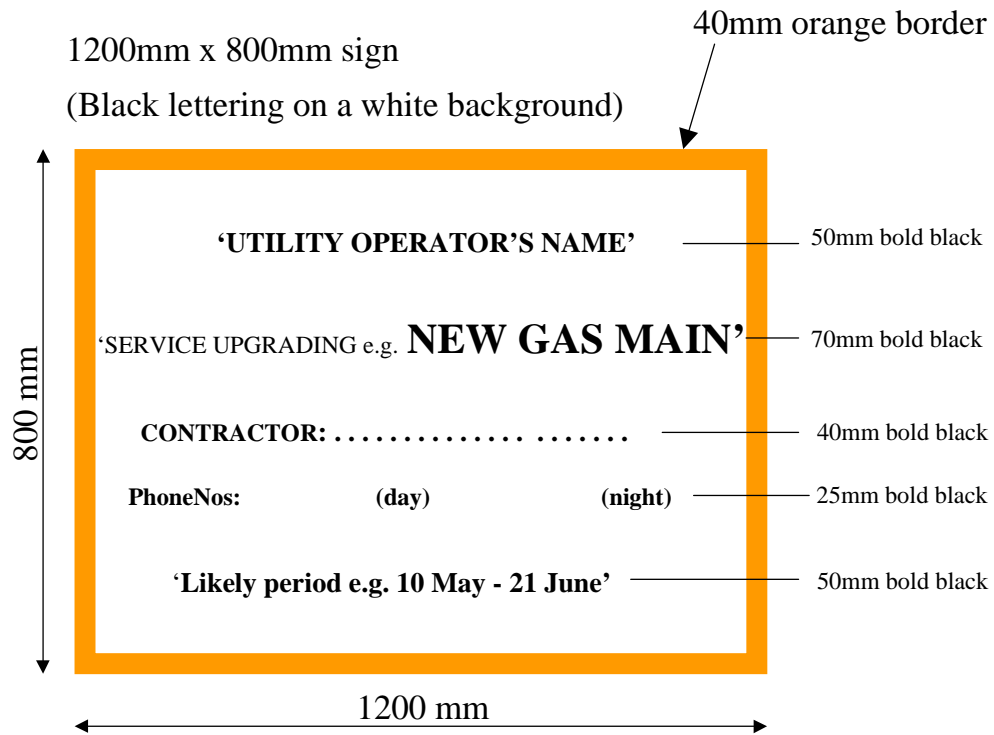 40mm orange border
1200mm x 800mm sign
(Black lettering on a white background)
‘UTILITY OPERATOR’S NAME’
50mm bold black
‘SERVICE UPGRADING e.g. NEW GAS MAIN’
70mm bold black
CONTRACTOR: . . . . . . . . . . . . . . . . . . . . .
40mm bold black
PhoneNos: (day) (night)
25mm bold black
‘Likely period e.g. 10 May - 21 June’
50mm bold black
800 mm
1200 mm